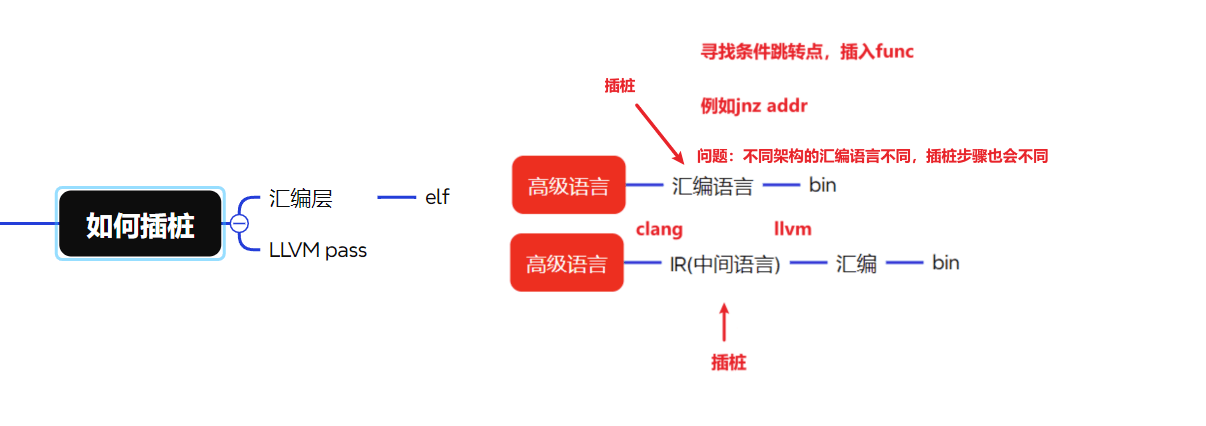 寻找条件跳转点，插入func
插桩
例如jnz addr
问题：不同架构的汇编语言不同，插桩步骤也会不同
高级语言
汇编语言
bin
如何插桩
汇编层
elf
LLVM pass
clang
llvm
高级语言
IR(中间语言)
汇编
bin
插桩